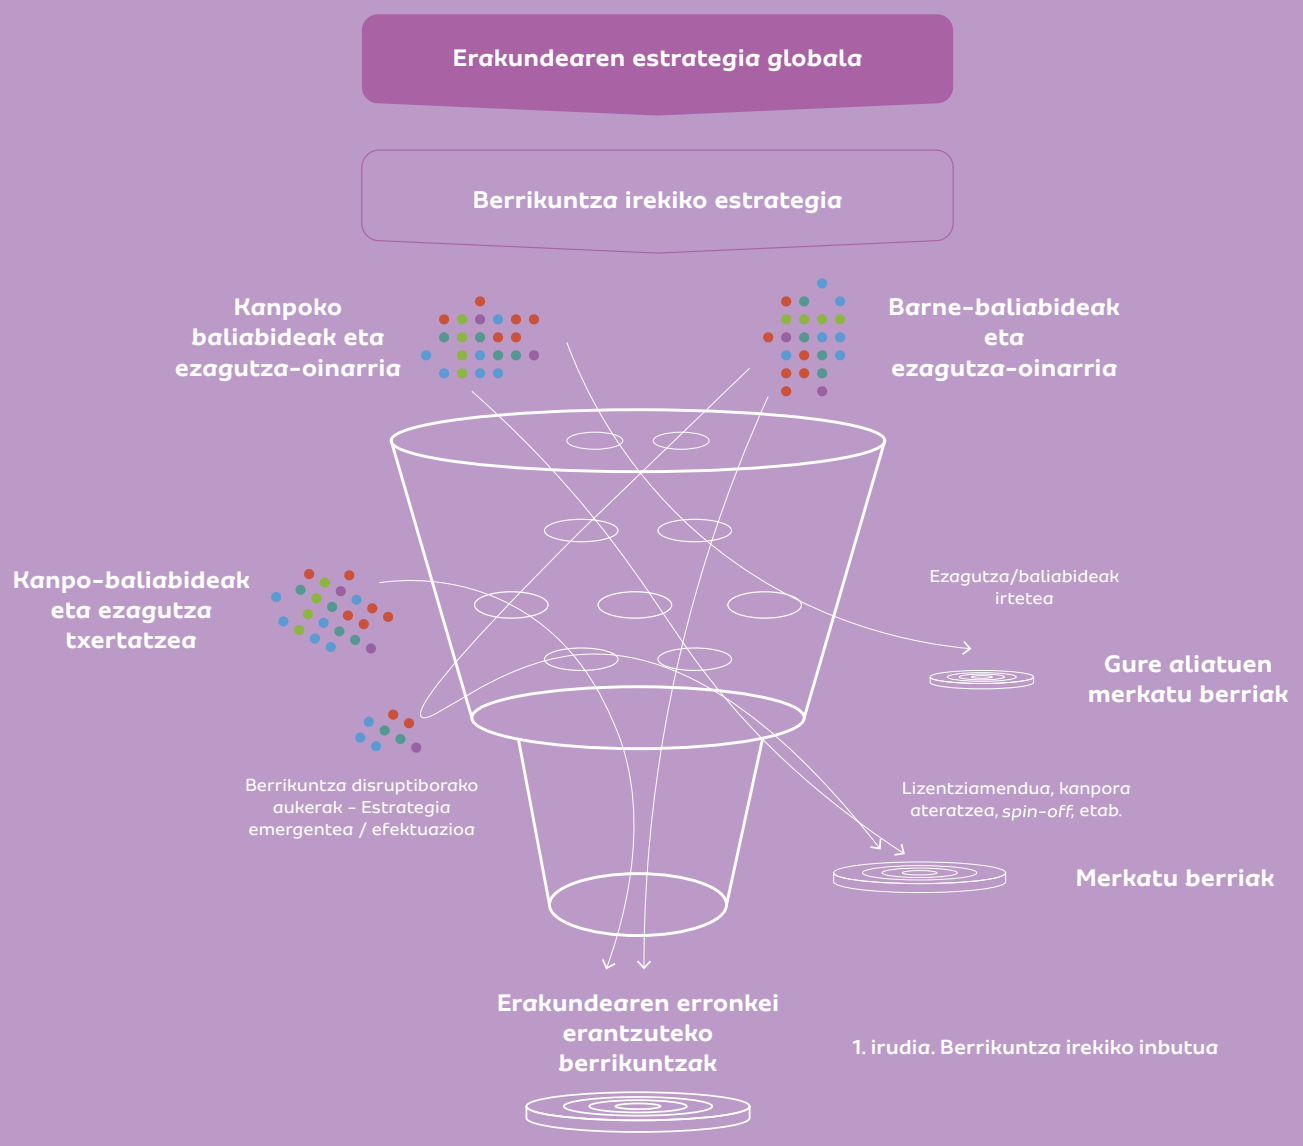 Erakundearen estrategia globala
Berrikuntza irekiko estrategia
Kanpoko
baliabideak eta
ezagutza-oinarria
Barne-baliabideak
eta
ezagutza-oinarria
Kanpo-baliabideak
eta ezagutza
txertatzea
Ezagutza/baliabideak
irtetea
Gure aliatuen
merkatu berriak
Berrikuntza disruptiborako
aukerak - Estrategia
emergentea / efektuazioa
Lizentziamendua, kanpora
ateratzea, spin-off, etab.
Merkatu berriak
Erakundearen erronkei
erantzuteko
berrikuntzak
1. irudia. Berrikuntza irekiko inbutua